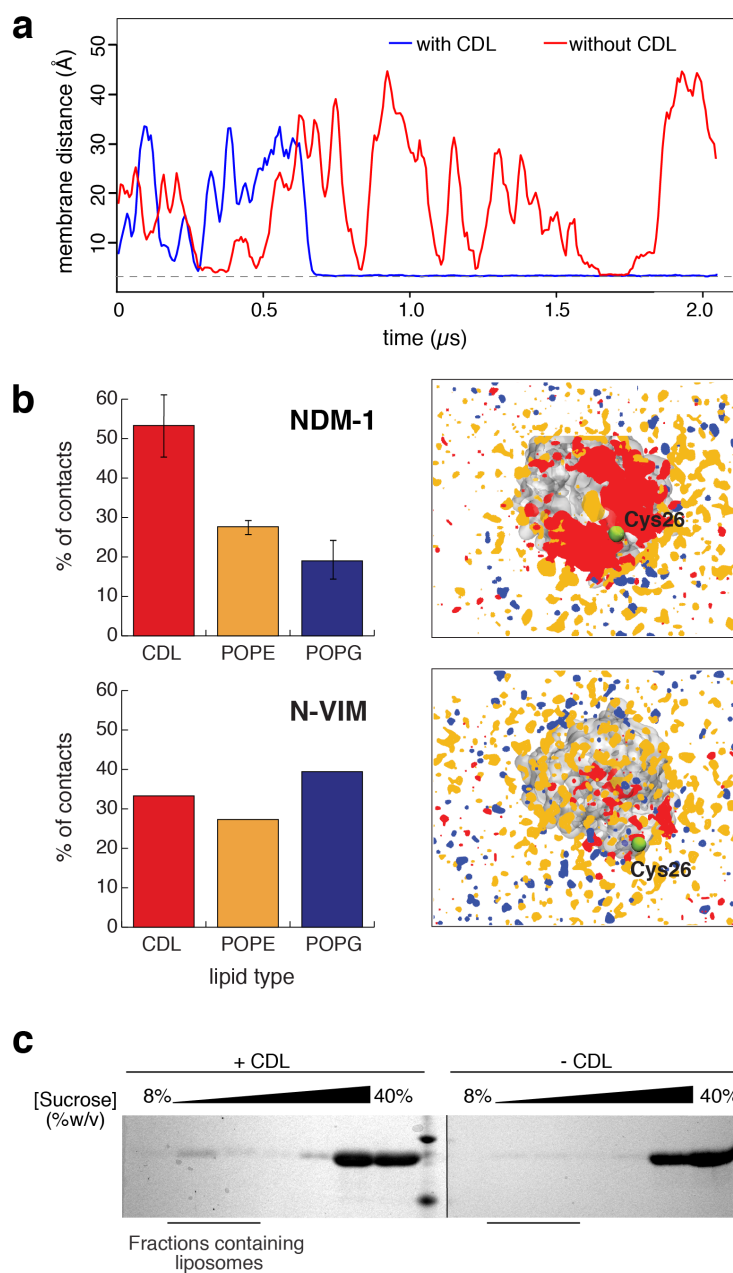 a
50
40
30
20
10
membrane distance (Å)
with CDL
without CDL
0
0.5
1.0
1.5
2.0
time (µs)
b
60
50
40
30
20
10
0
% of contacts
NDM-1
CDL
POPE
POPG
Cys26
60
50
40
30
20
10
0
% of contacts
N-VIM
CDL
POPE
POPG
lipid type
Cys26
c
+ CDL
- CDL
[Sucrose]
(%w/v)
8%
40%
8%
40%
Fractions containing
liposomes